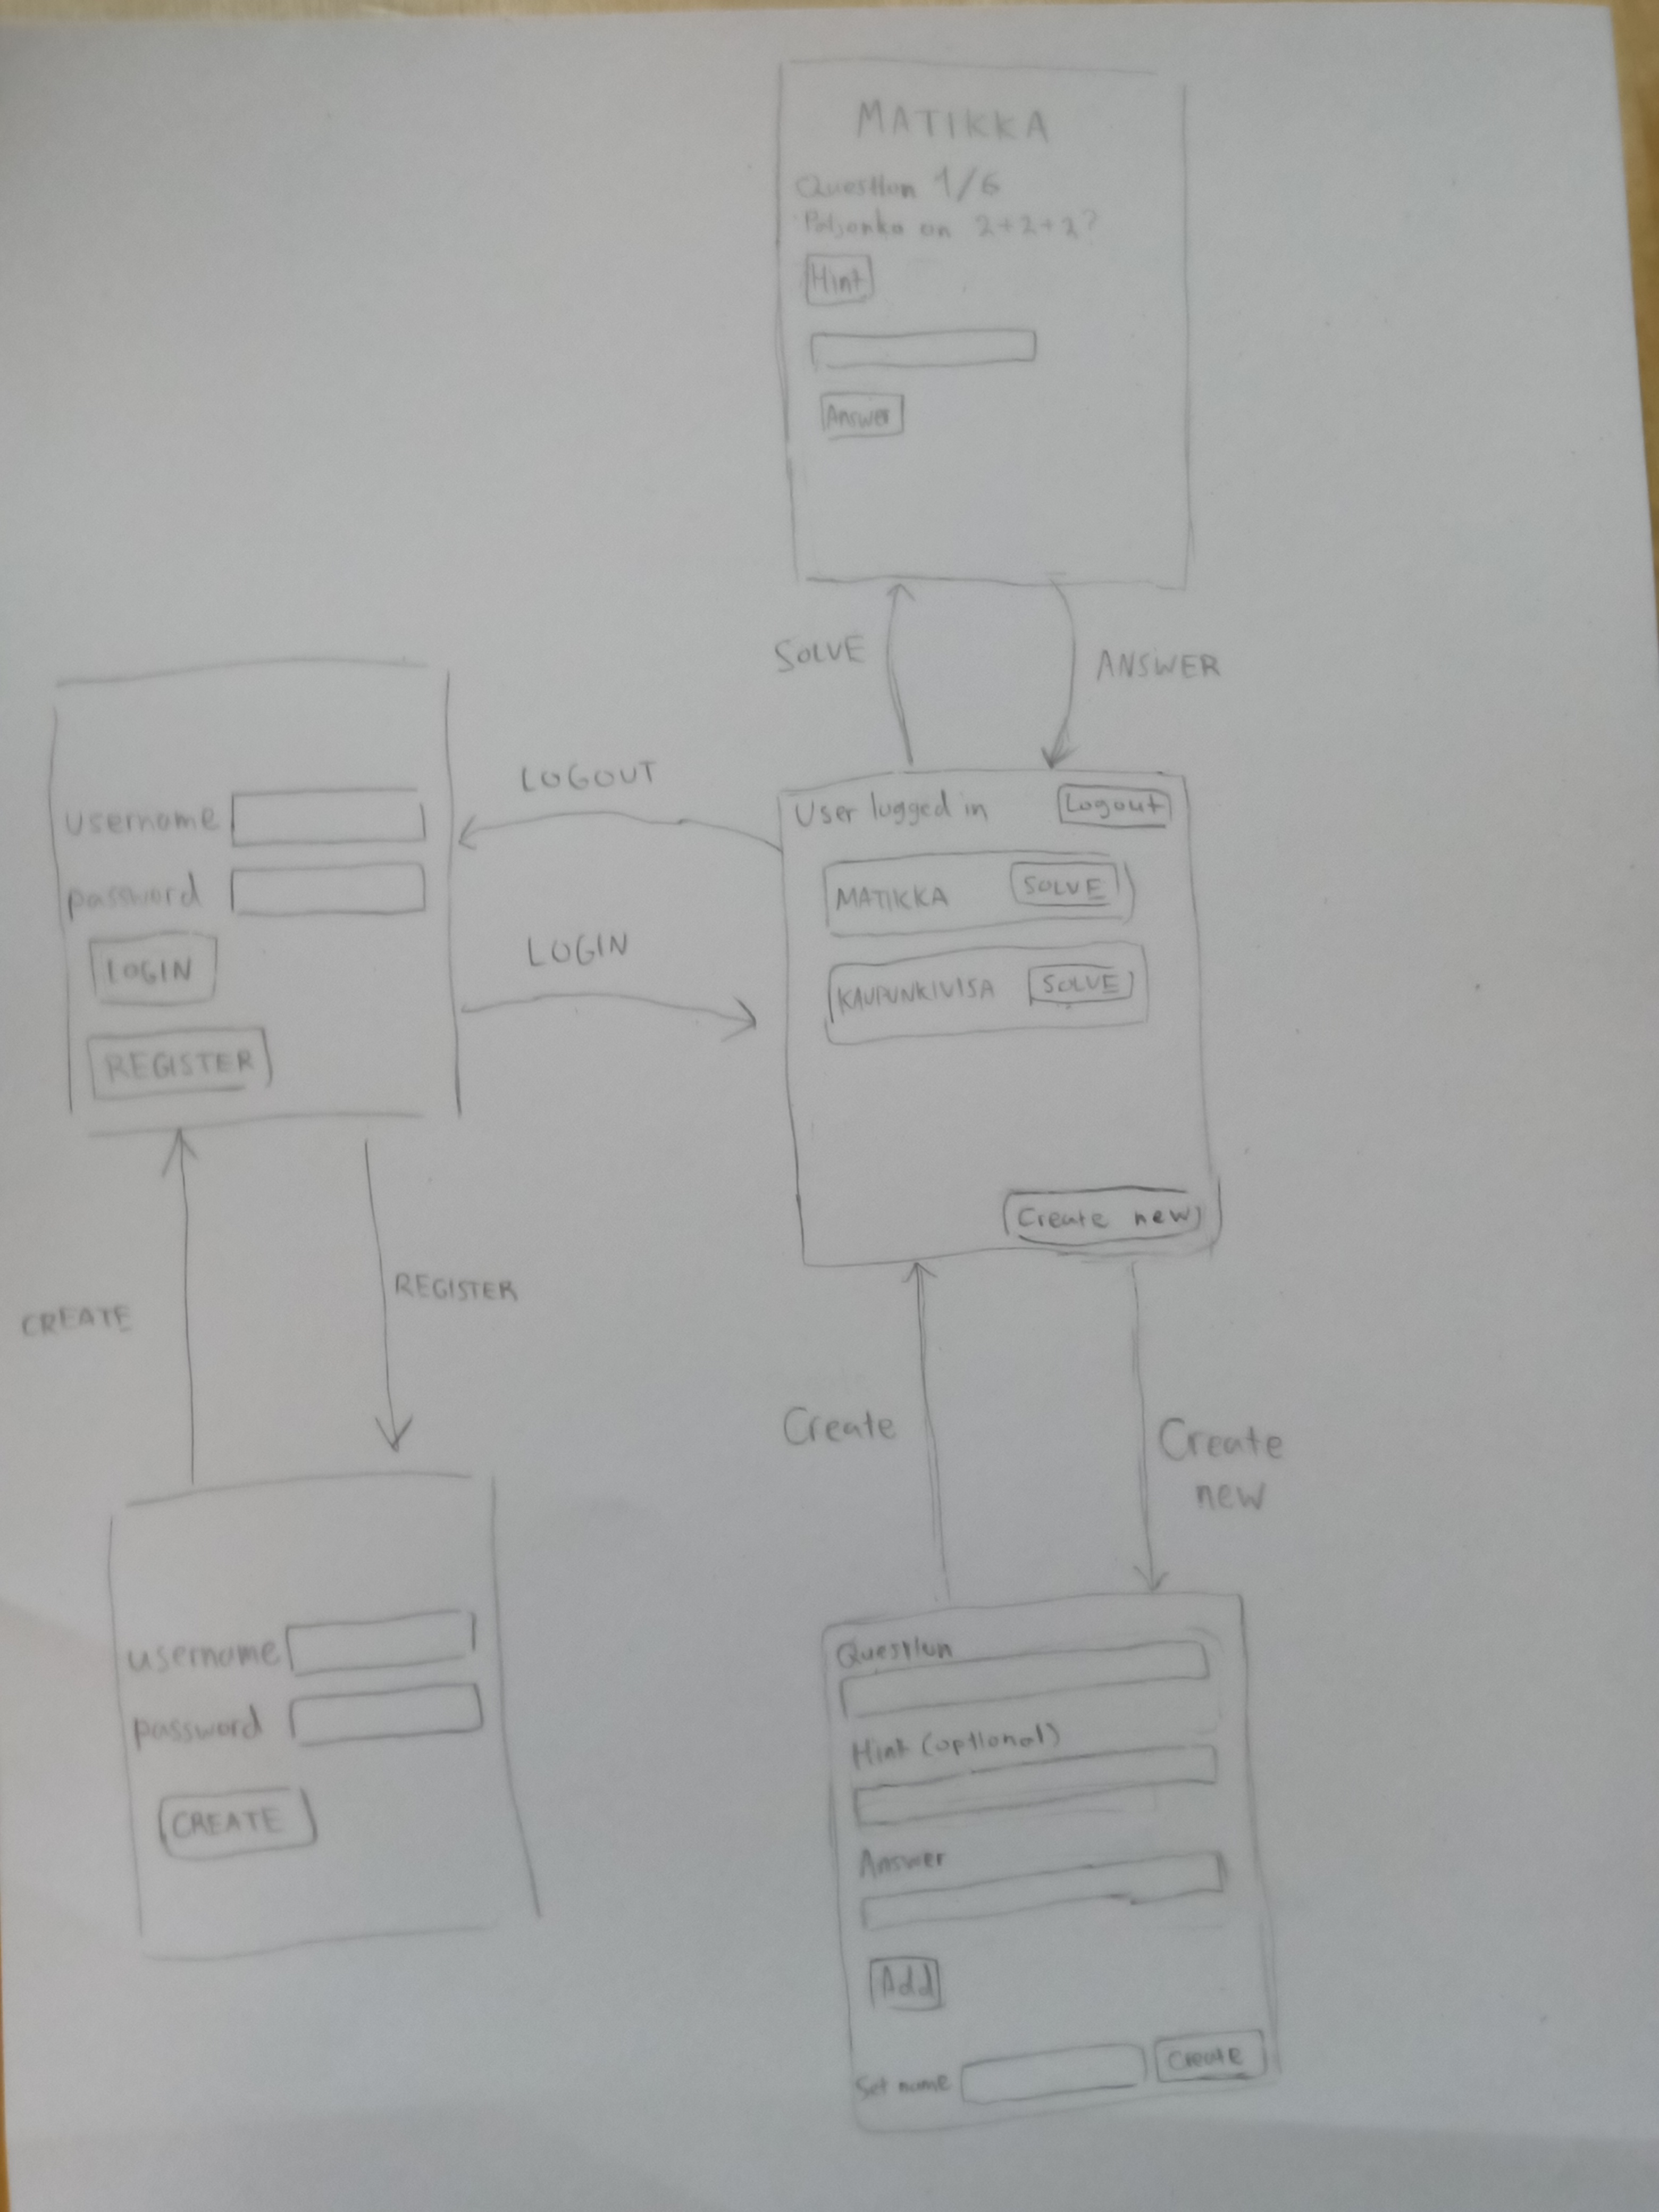 MATIKKA
Question 1/6
Paljonko on 2+2+2?
Hint
Answer
SOLVE
ANSWER
username
password
LOGIN
REGISTER
LOGOUT
LOGIN
User logged in
Logout
MATIKKA
SOLVE
KAUPUNKIVISA
SOLVE
Create new
CREATE
REGISTER
Create
Create
new
username
password
CREATE
Question
Hint (optional)
Answer
Add
Set name
Create